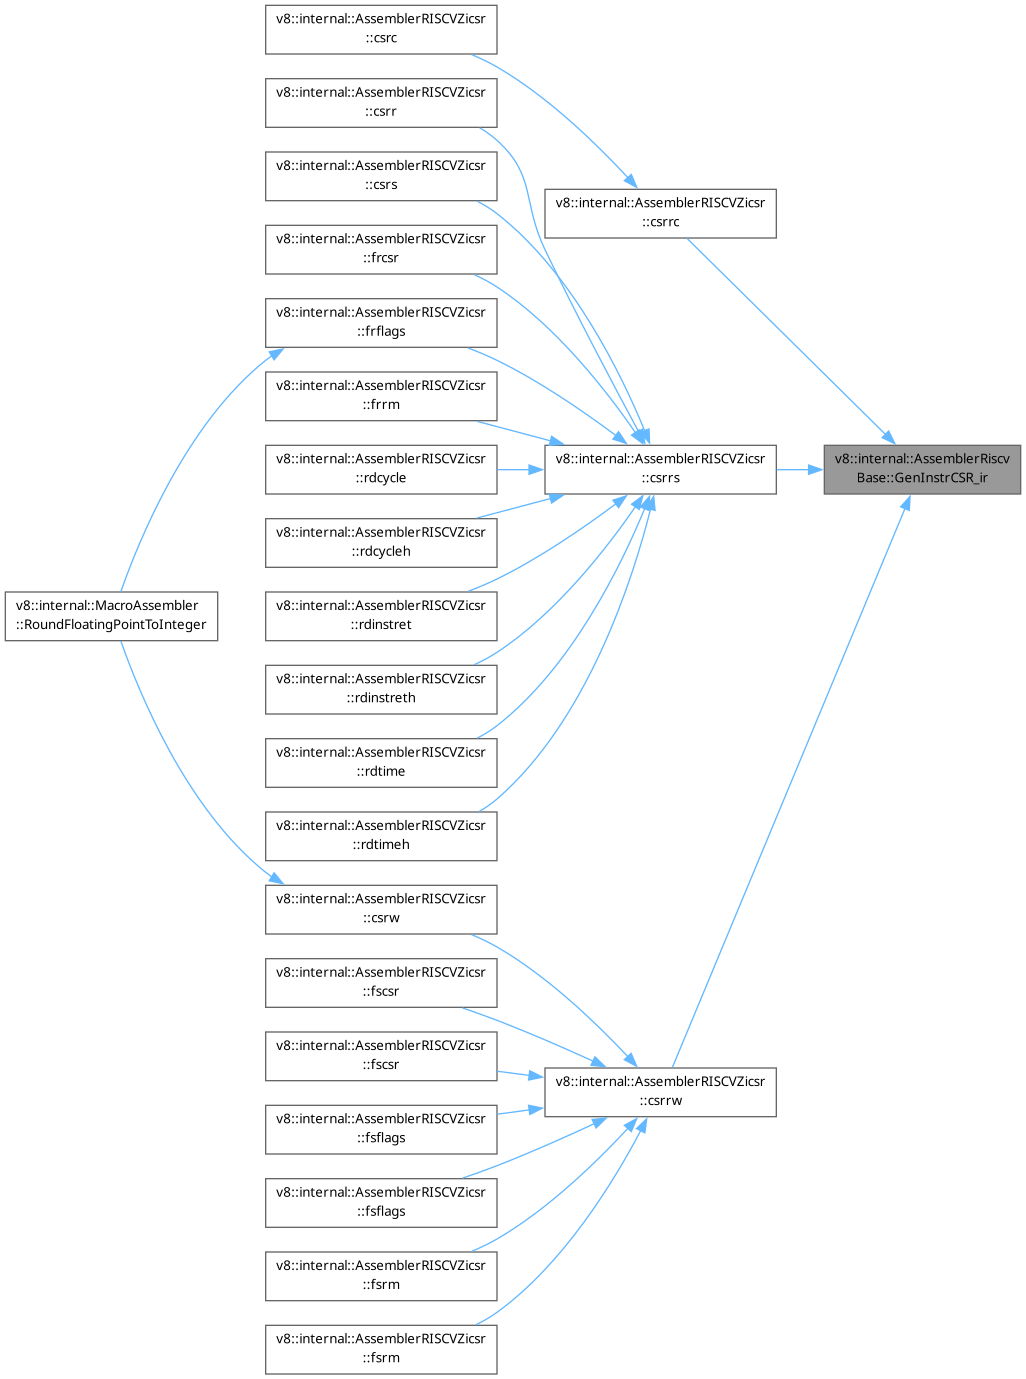 v8::internal::AssemblerRISCVZicsr
::csrc
v8::internal::AssemblerRISCVZicsr
::csrr
v8::internal::AssemblerRISCVZicsr
::csrs
v8::internal::AssemblerRISCVZicsr
::csrrc
v8::internal::AssemblerRISCVZicsr
::frcsr
v8::internal::AssemblerRISCVZicsr
::frflags
v8::internal::AssemblerRISCVZicsr
::frrm
v8::internal::AssemblerRISCVZicsr
::rdcycle
v8::internal::AssemblerRISCVZicsr
::csrrs
v8::internal::AssemblerRiscv
Base::GenInstrCSR_ir
v8::internal::AssemblerRISCVZicsr
::rdcycleh
v8::internal::MacroAssembler
::RoundFloatingPointToInteger
v8::internal::AssemblerRISCVZicsr
::rdinstret
v8::internal::AssemblerRISCVZicsr
::rdinstreth
v8::internal::AssemblerRISCVZicsr
::rdtime
v8::internal::AssemblerRISCVZicsr
::rdtimeh
v8::internal::AssemblerRISCVZicsr
::csrw
v8::internal::AssemblerRISCVZicsr
::fscsr
v8::internal::AssemblerRISCVZicsr
::fscsr
v8::internal::AssemblerRISCVZicsr
::csrrw
v8::internal::AssemblerRISCVZicsr
::fsflags
v8::internal::AssemblerRISCVZicsr
::fsflags
v8::internal::AssemblerRISCVZicsr
::fsrm
v8::internal::AssemblerRISCVZicsr
::fsrm